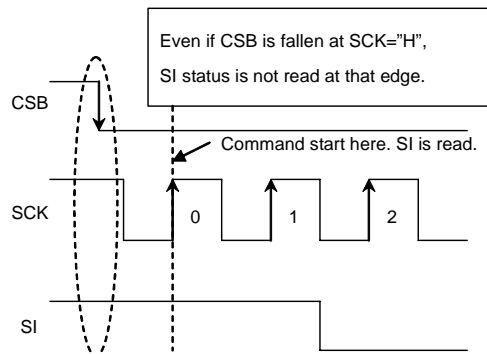 Even if CSB is fallen at SCK=”H”,
SI status is not read at that edge.
CSB
Command start here. SI is read.
SCK
0
1
2
SI